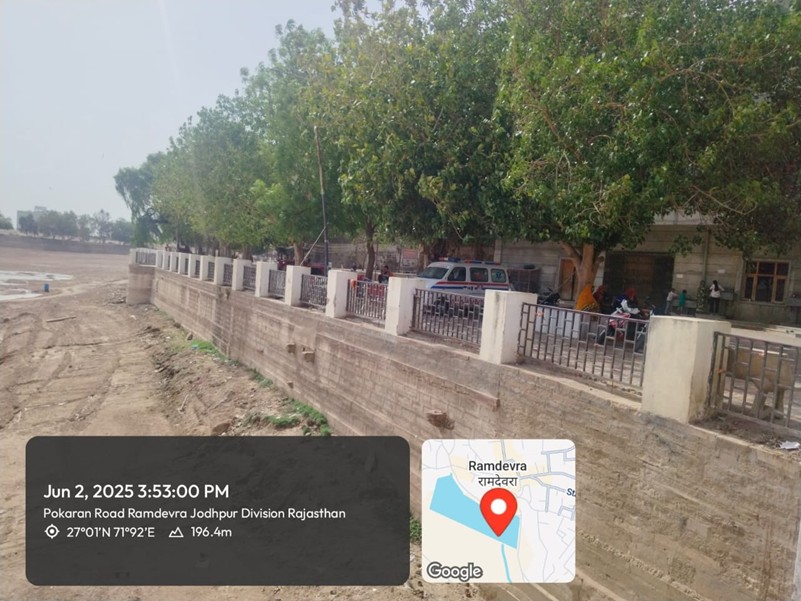 Jun 2, 2025 3:53:00 PM
Pokaran Road Ramdevra Jodhpur Division Rajasthan
27°01'N 71°92'E 196.4m
Ramdevra
रामदेवरा
St
Google